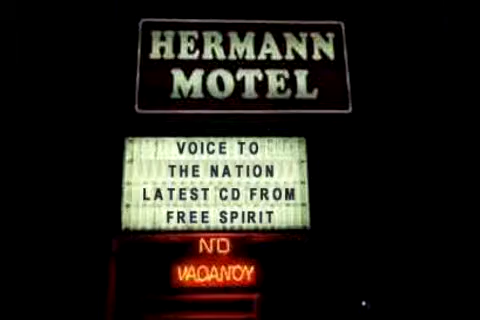 HERMANN
MOTEL
VOICE TO
THE NATION
LATEST CD FROM
FREE SPIRIT
NO
VACANCY